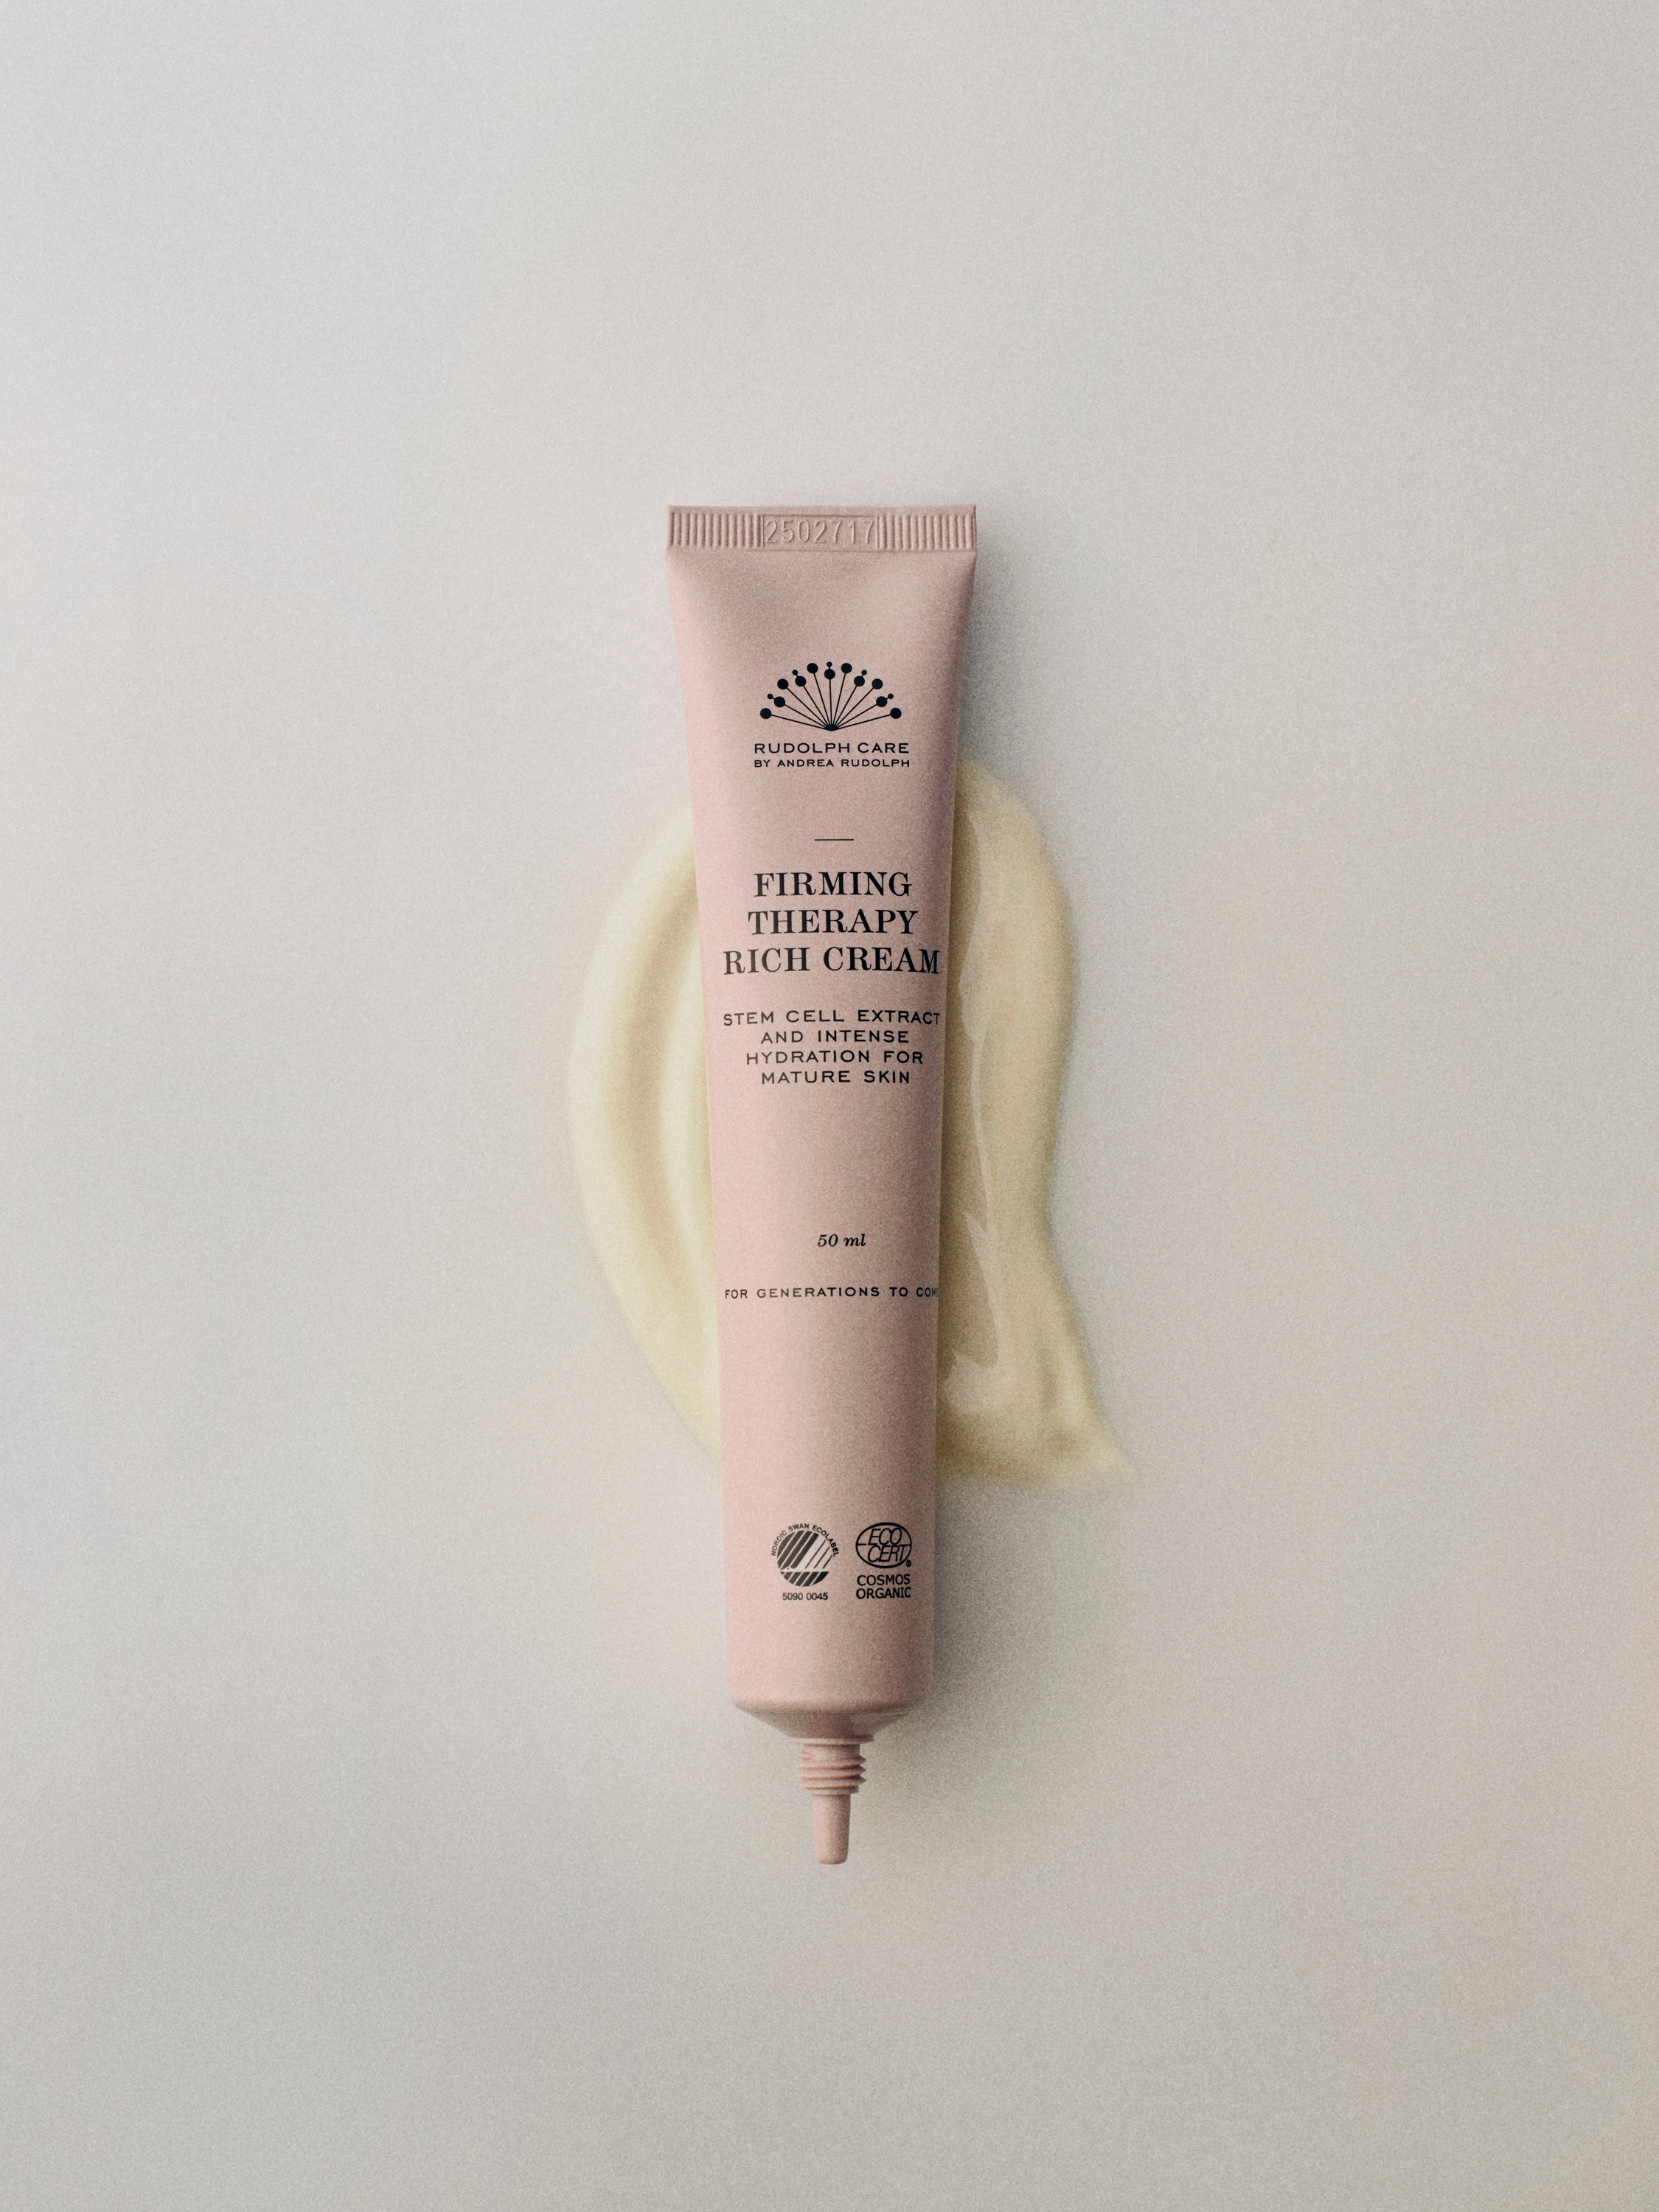 2502717
RUDOLPH CARE
BY ANDREA RUDOLPH
FIRMING
THERAPY
RICH CREAM
STEM CELL EXTRACT
AND INTENSE
HYDRATION FOR
MATURE SKIN
50 ml
FOR GENERATIONS TO COM
NORDIC SWAN ECOLABEL
5090 0045
ECO
CERT
COSMOS
ORGANIC